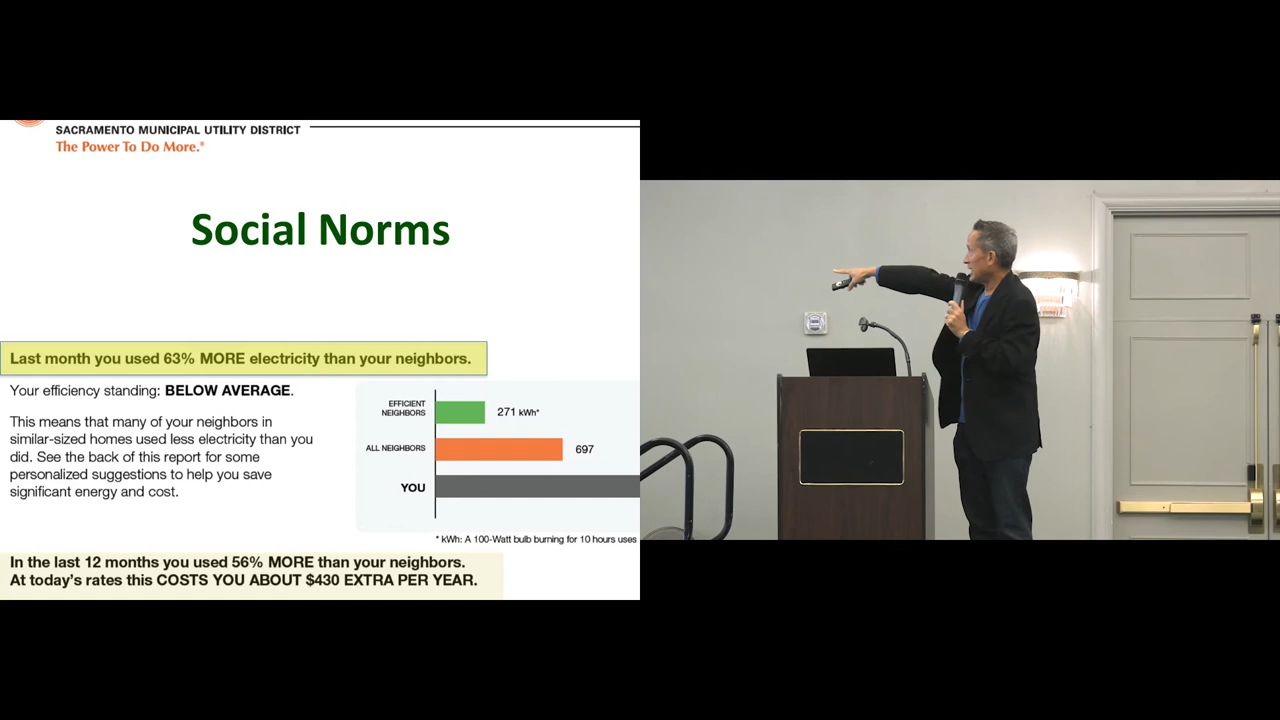 SACRAMENTO MUNICIPAL UTILITY DISTRICT
The Power To Do More.®
Social Norms
Last month you used 63% MORE electricity than your neighbors.
Your efficiency standing: BELOW AVERAGE.
This means that many of your neighbors in
similar-sized homes used less electricity than you
did. See the back of this report for some
personalized suggestions to help you save
significant energy and cost.
EFFICIENT
NEIGHBORS
271 kWh*
ALL NEIGHBORS
697
YOU
* kWh: A 100-Watt bulb burning for 10 hours uses
In the last 12 months you used 56% MORE than your neighbors.
At today's rates this COSTS YOU ABOUT $430 EXTRA PER YEAR.